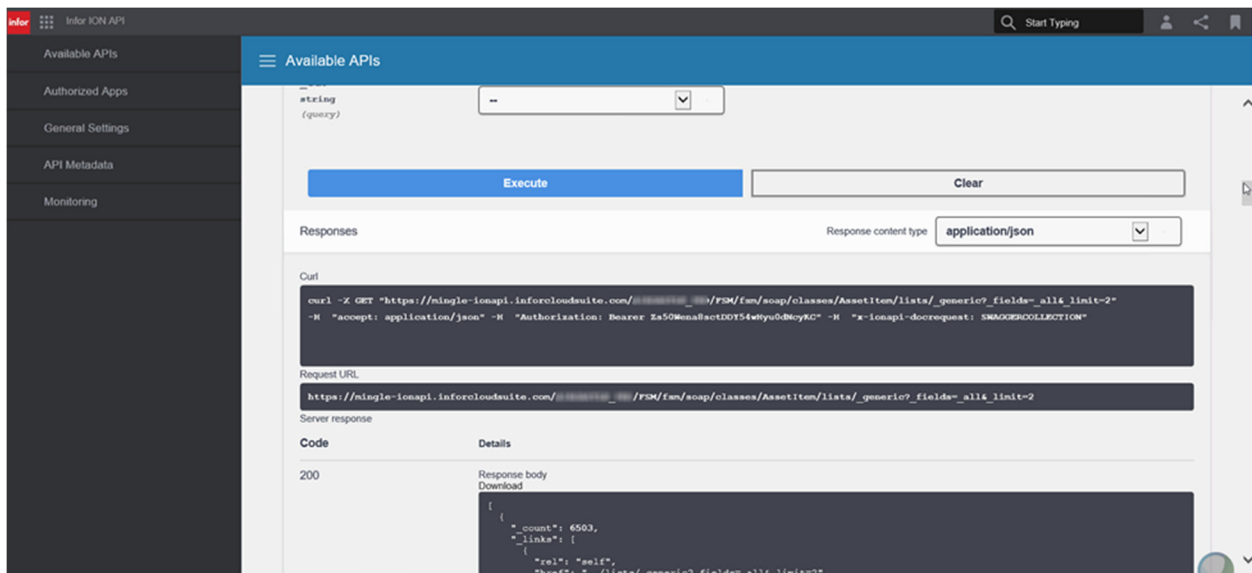 infor
Infor ION API
Start Typing
Available APIs
Authorized Apps
General Settings
API Metadata
Monitoring
Available APIs
string
--
(query)
Execute
Clear
Responses
Response content type
application/json
Curl
curl -X GET "https://mingle-ionapi.inforcloudsuite.com/ /FSM/fsm/soap/classes/AssetItem/lists/_generic?_fields=_all&_limit=2"
-H "accept: application/json" -H "Authorization: Bearer -H "x-ionapi-docrequest: SWAGGERCOLLECTION"
Request URL
https://mingle-ionapi.inforcloudsuite.com/ /FSM/fsm/soap/classes/AssetItem/lists/_generic?_fields=_all&_limit=2
Server response
Code
Details
200
Response body
Download
[
{
"_count": 6503,
"_links": [
{
"rel": "self",